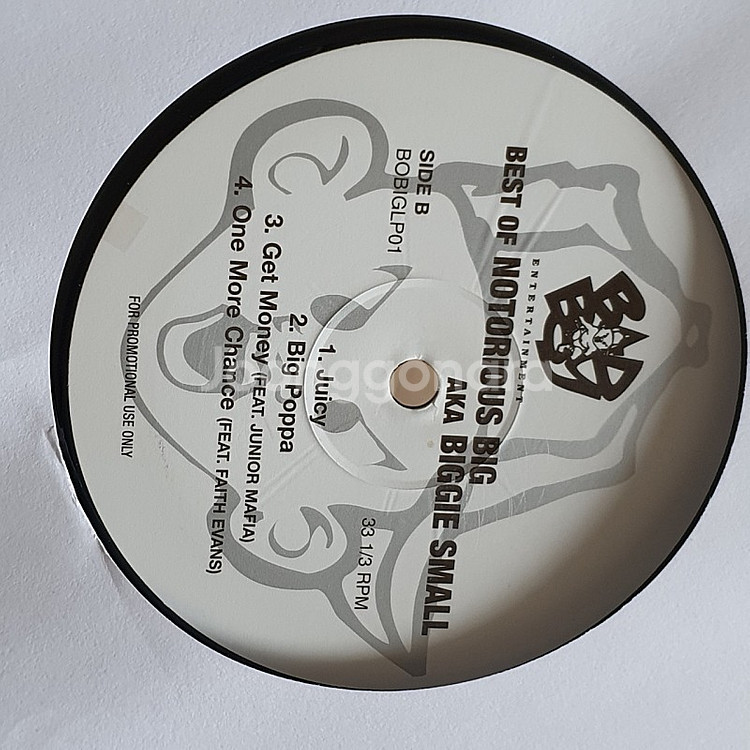 BAD BOY
ENTERTAINMENT
BEST OF NOTORIOUS BIG
AKA BIGGIE SMALL
SIDE B
BOBIGLP01
33 1/3 RPM
1. Juicy
2. Big Poppa
3. Get Money (FEAT. JUNIOR MAFIA)
4. One More Chance (FEAT. FAITH EVANS)
FOR PROMOTIONAL USE ONLY
Joonggonara